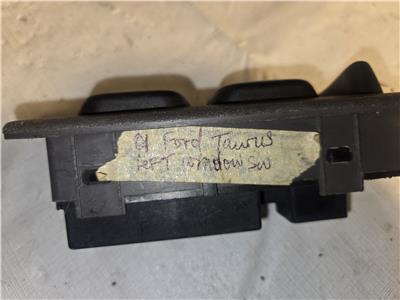 01 Ford Taurus
Left window SW